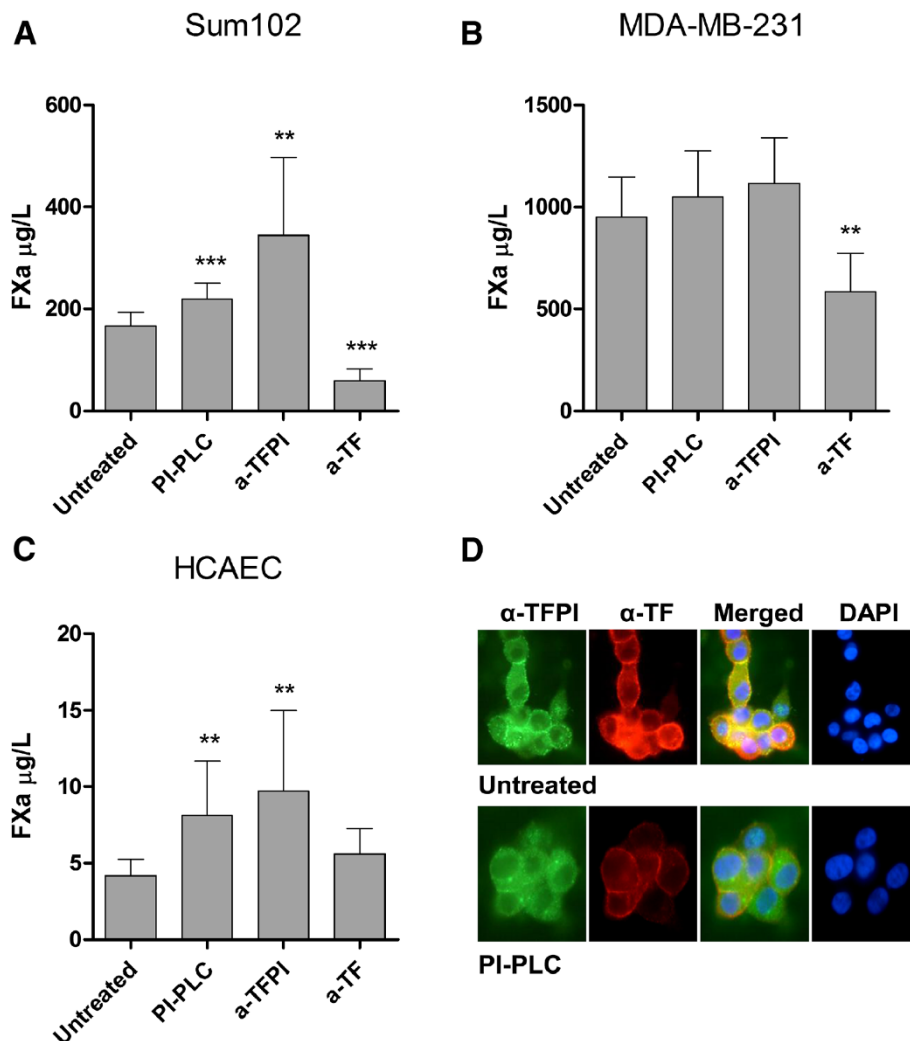 A
Sum102
FXa µg/L
600
400
200
0
**
***
***
Untreated
PI-PLC
a-TFPI
a-TF
B
MDA-MB-231
FXa µg/L
1500
1000
500
0
**
Untreated
PI-PLC
a-TFPI
a-TF
C
HCAEC
FXa µg/L
20
15
10
5
0
**
**
Untreated
PI-PLC
a-TFPI
a-TF
D
α-TFPI α-TF Merged DAPI
Untreated
PI-PLC